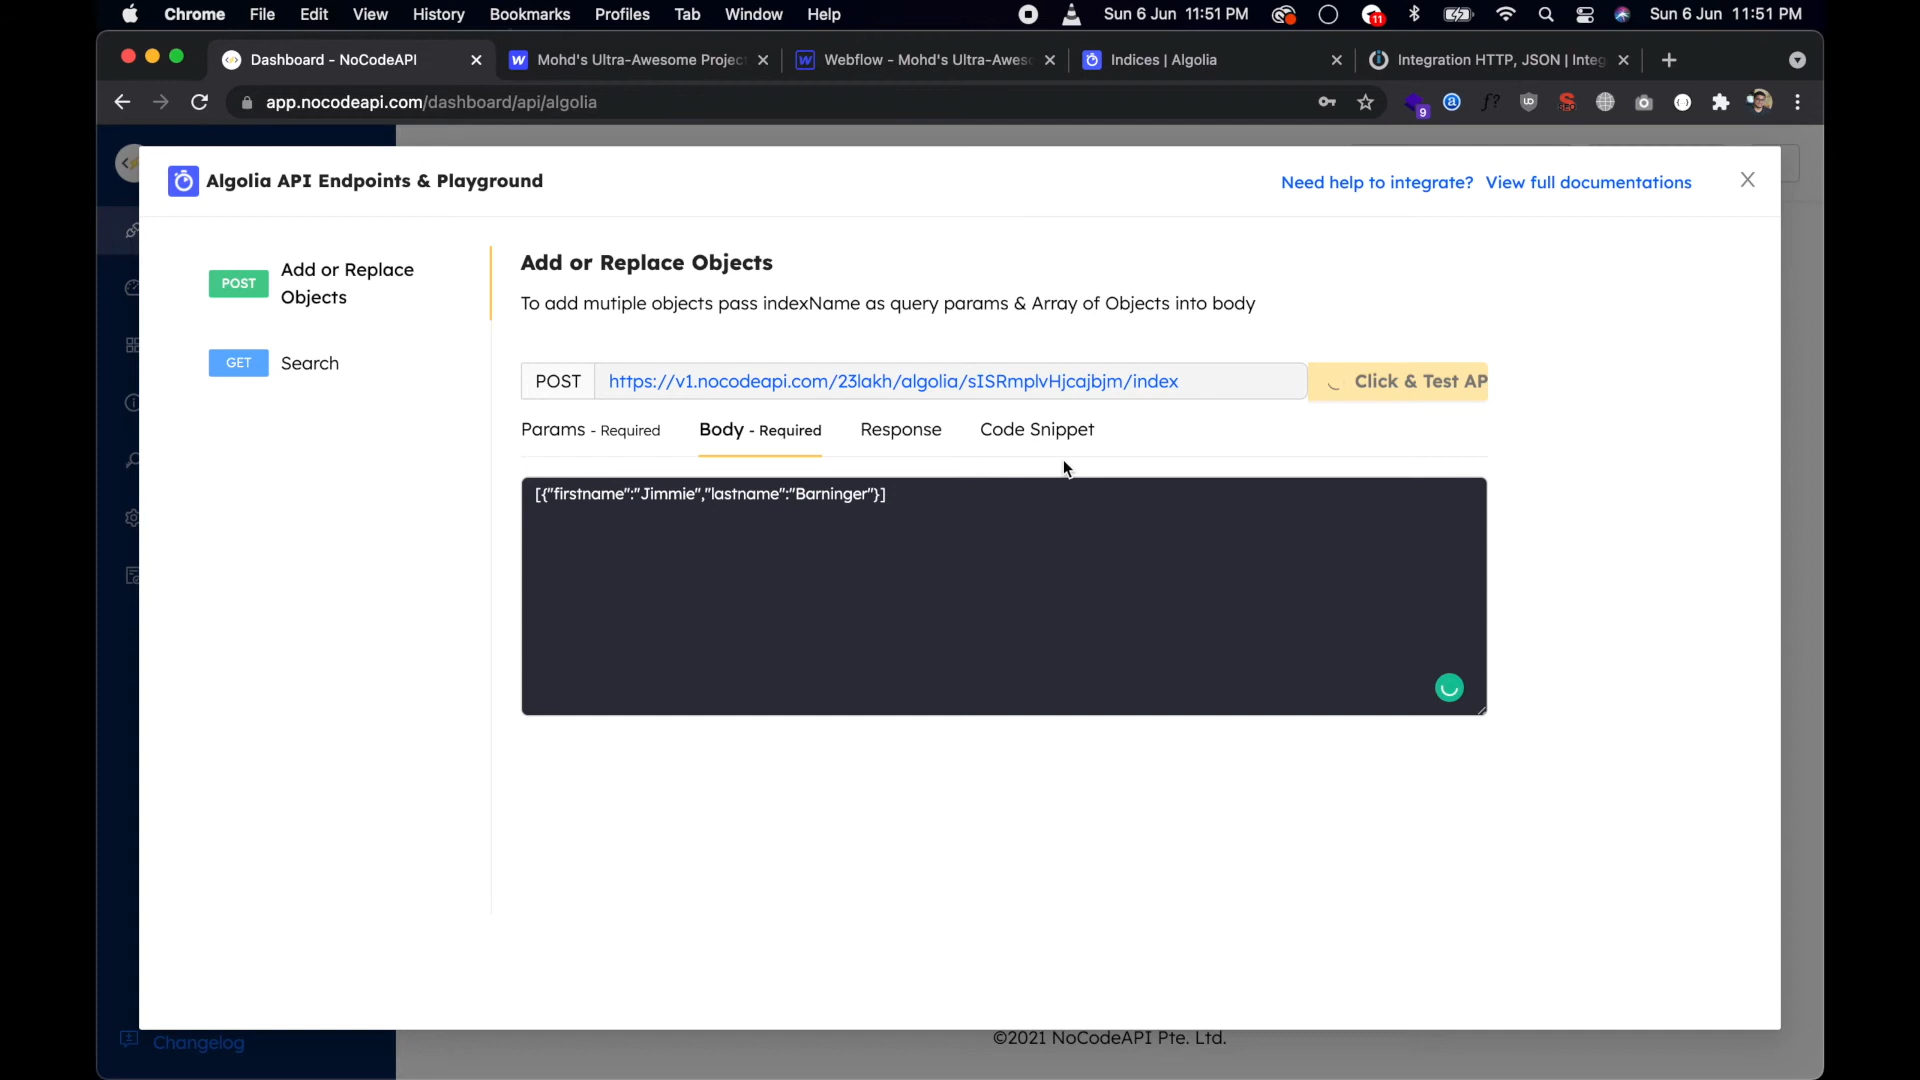 Chrome File Edit View History Bookmarks Profiles Tab Window Help 11 Sun 6 Jun 11:51 PM Sun 6 Jun 11:51 PM
Dashboard - NoCodeAPI Mohd's Ultra-Awesome Projec Webflow - Mohd's Ultra-Awes Indices | Algolia Integration HTTP, JSON | Integ
app.nocodeapi.com/dashboard/api/algolia 9
Algolia API Endpoints & Playground
Need help to integrate? View full documentations
POST Add or Replace
Objects
GET Search
Add or Replace Objects
To add mutiple objects pass indexName as query params & Array of Objects into body
POST https://v1.nocodeapi.com/23lakh/algolia/sISRmplvHjcajbjm/index Click & Test AP
Params - Required Body - Required Response Code Snippet
[{"firstname":"Jimmie","lastname":"Barninger"}]
Changelog
©2021 NoCodeAPI Pte. Ltd.